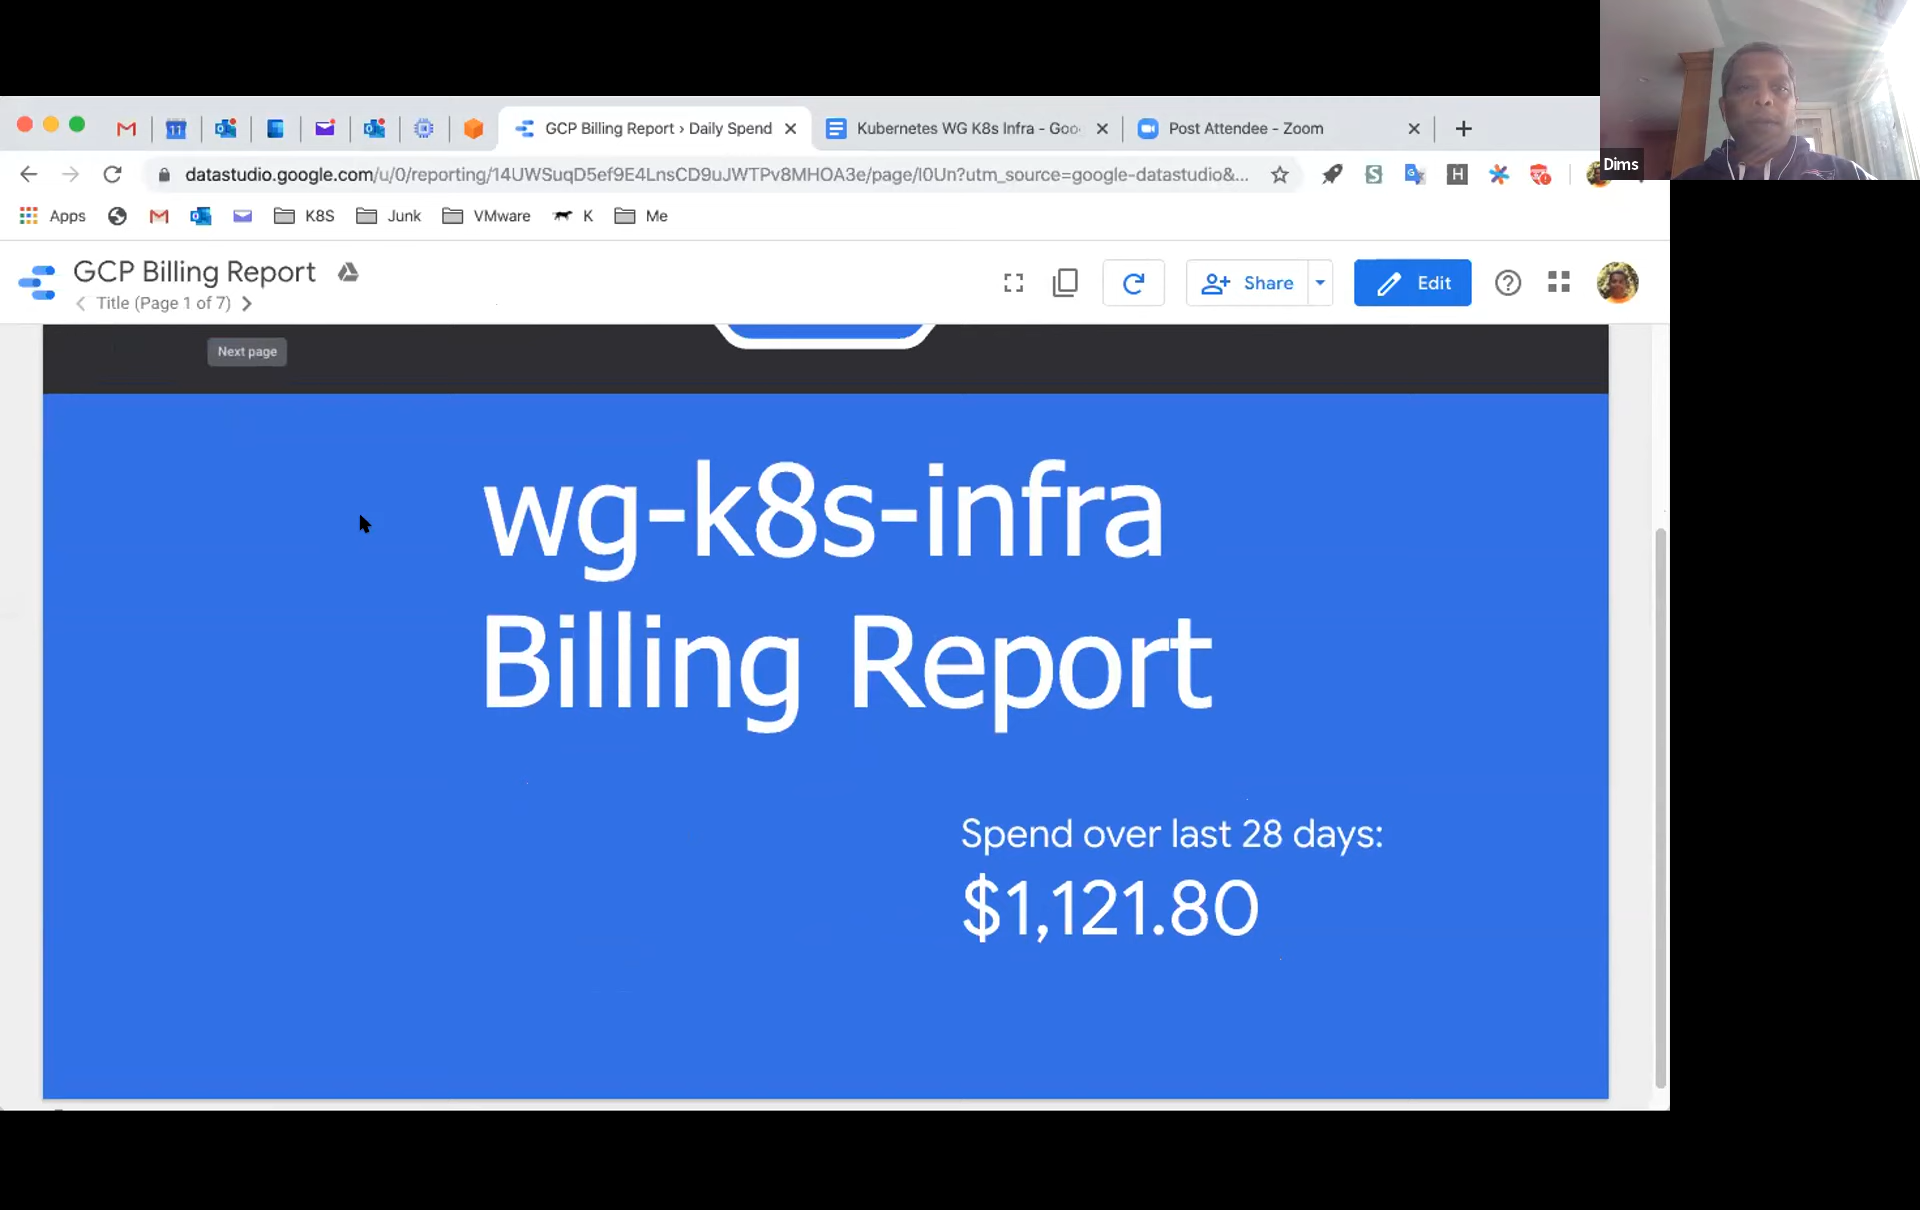 GCP Billing Report › Daily Spend
Kubernetes WG K8s Infra - Goo
Post Attendee - Zoom
Dims
datastudio.google.com/u/0/reporting/14UWSuqD5ef9E4LnsCD9uJWTPv8MHOA3e/page/l0Un?utm_source=google-datastudio&...
Apps
K8S
Junk
VMware
K
Me
GCP Billing Report
Title (Page 1 of 7)
Share
Edit
Next page
wg-k8s-infra
Billing Report
Spend over last 28 days:
$1,121.80